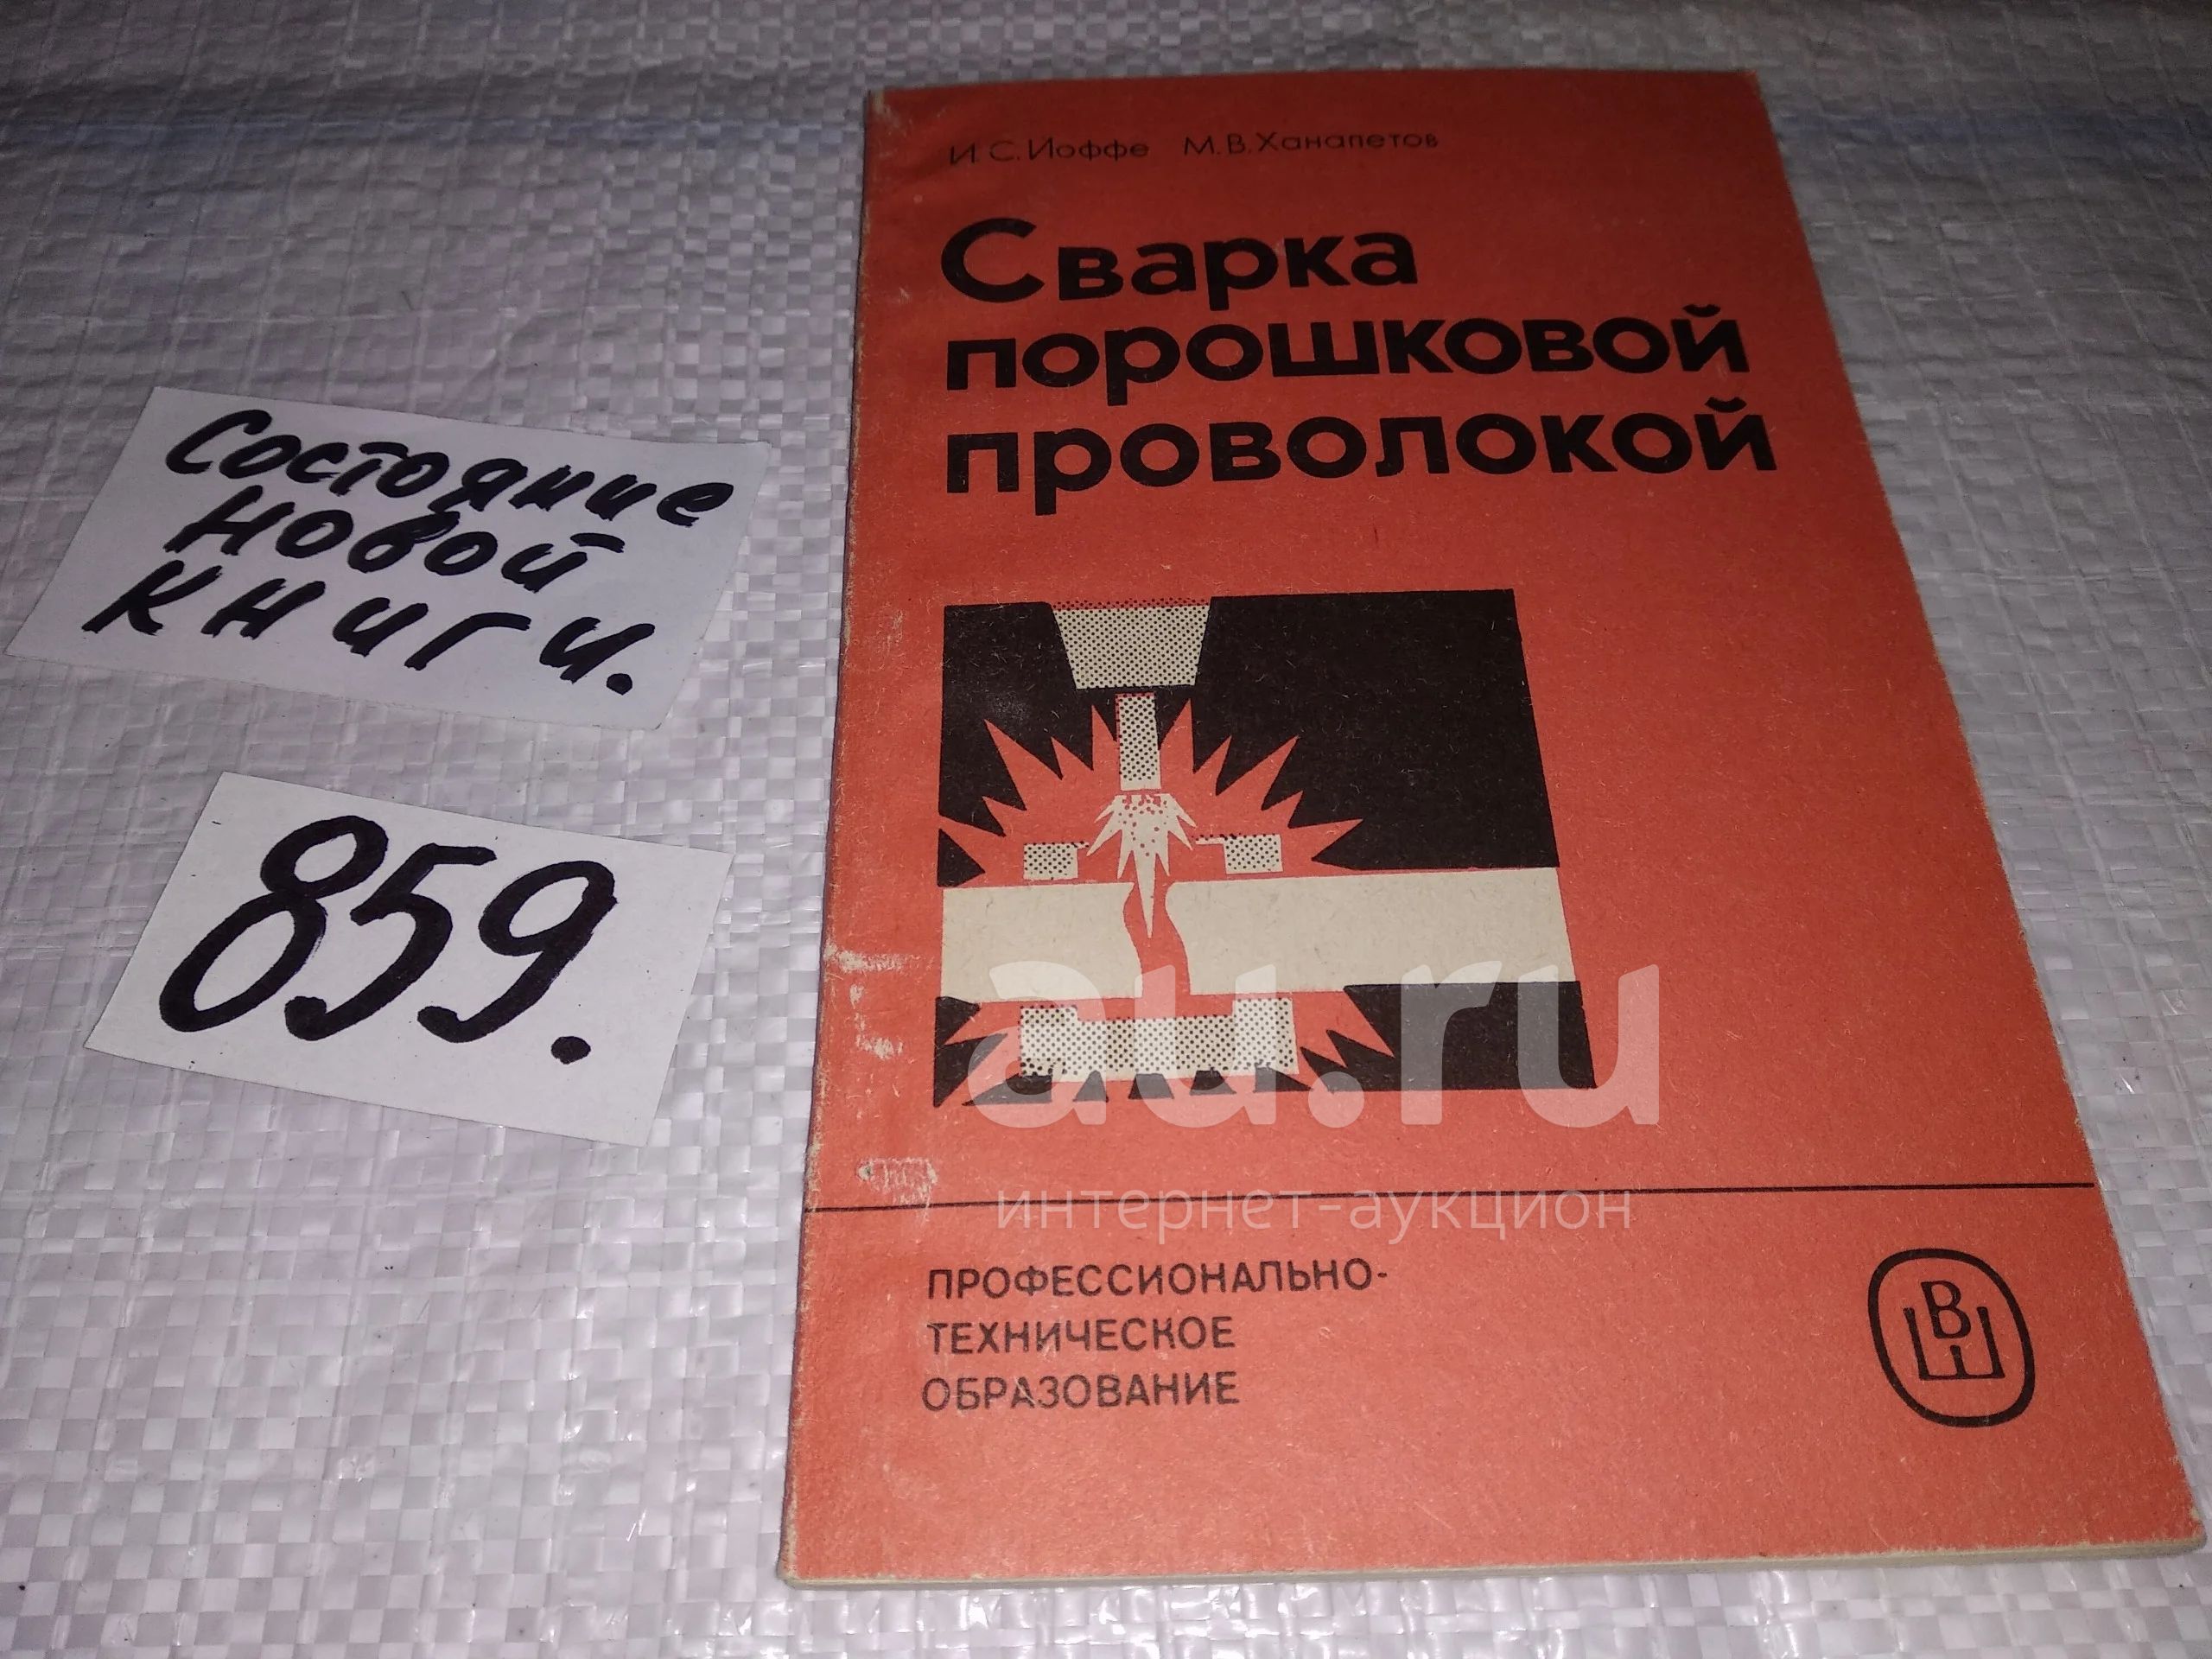 И.С.Иоффе М.В.Ханапетов
Сварка
порошковой
проволокой
Состояние
новой
книги.
859.
au.ru
интернет-аукцион
ПРОФЕССИОНАЛЬНО-
ТЕХНИЧЕСКОЕ
ОБРАЗОВАНИЕ
ВШ